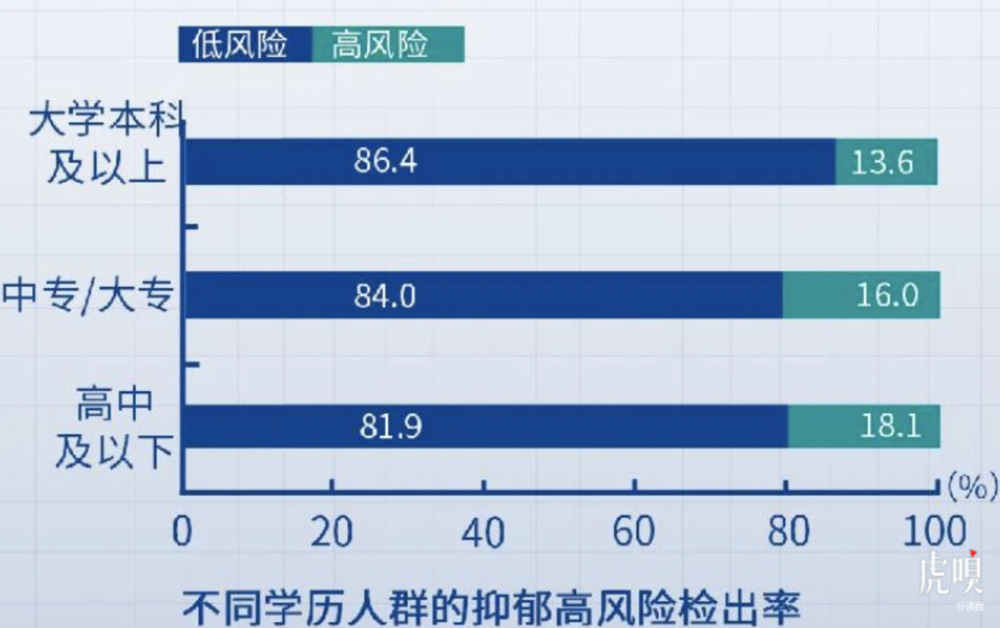 低风险 高风险
大学本科
及以上
86.4 13.6
中专/大专
84.0 16.0
高中
及以下
81.9 18.1
(%)
0 20 40 60 80 100
不同学历人群的抑郁高风险检出率
虎嗅
@读数